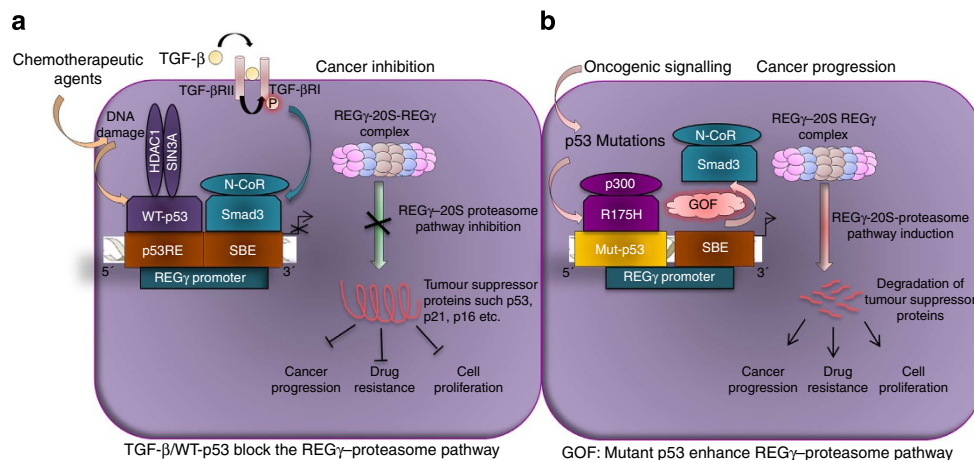 a
Chemotherapeutic
agents
TGF-β
TGF-βRII
TGF-βRI
P
Cancer inhibition
DNA
damage
HDAC1
SIN3A
WT-p53
N-CoR
Smad3
p53RE
SBE
5´
3´
REGγ promoter
REGγ-20S-REGγ
complex
REGγ–20S proteasome
pathway inhibition
Tumour suppressor
proteins such p53,
p21, p16 etc.
Cancer
progression
Drug
resistance
Cell
proliferation
TGF-β/WT-p53 block the REGγ–proteasome pathway
b
Oncogenic signalling
Cancer progression
p53 Mutations
N-CoR
Smad3
p300
R175H
GOF
Mut-p53
SBE
5´
3´
REGγ promoter
REGγ–20S REGγ
complex
REGγ–20S-proteasome
pathway induction
Degradation of
tumour suppressor
proteins
Cancer
progression
Drug
resistance
Cell
proliferation
GOF: Mutant p53 enhance REGγ–proteasome pathway